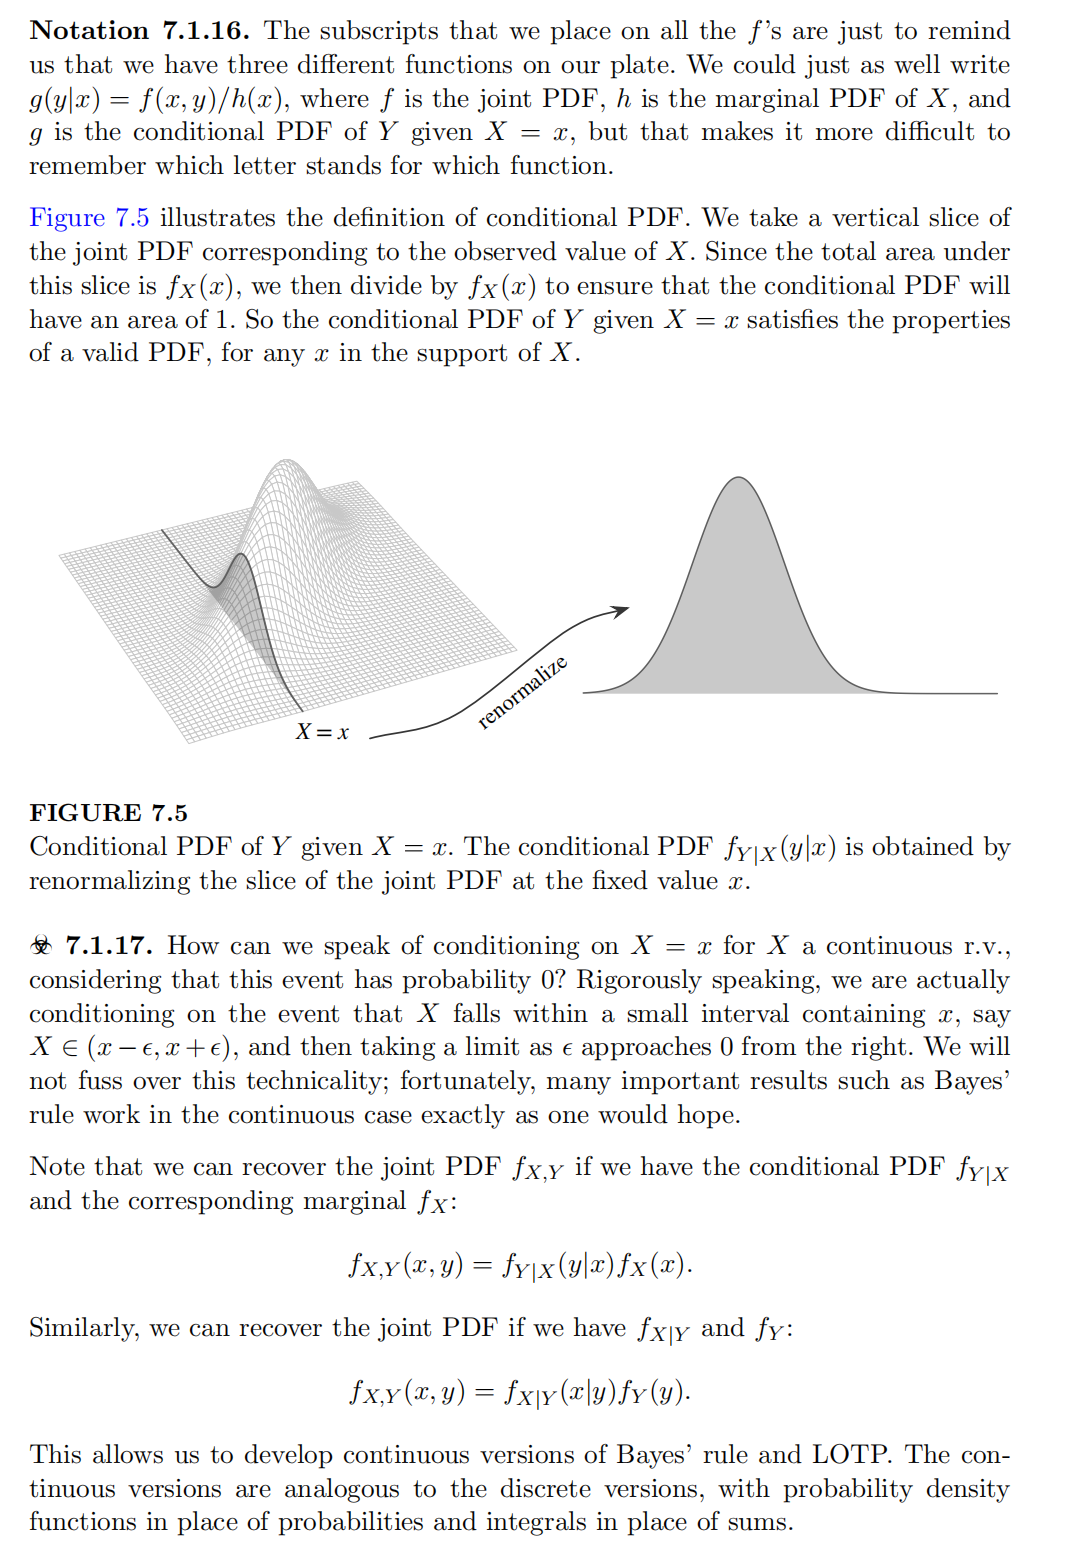 Notation 7.1.16. The subscripts that we place on all the f's are just to remind
us that we have three different functions on our plate. We could just as well write
g(y|x) = f(x, y)/h(x), where f is the joint PDF, h is the marginal PDF of X, and
g is the conditional PDF of Y given X = x, but that makes it more difficult to
remember which letter stands for which function.
Figure 7.5 illustrates the definition of conditional PDF. We take a vertical slice of
the joint PDF corresponding to the observed value of X. Since the total area under
this slice is f_X(x), we then divide by f_X(x) to ensure that the conditional PDF will
have an area of 1. So the conditional PDF of Y given X = x satisfies the properties
of a valid PDF, for any x in the support of X.
renormalize
X = x
FIGURE 7.5
Conditional PDF of Y given X = x. The conditional PDF f_{Y|X}(y|x) is obtained by
renormalizing the slice of the joint PDF at the fixed value x.
☣ 7.1.17. How can we speak of conditioning on X = x for X a continuous r.v.,
considering that this event has probability 0? Rigorously speaking, we are actually
conditioning on the event that X falls within a small interval containing x, say
X ∈ (x − ϵ, x + ϵ), and then taking a limit as ϵ approaches 0 from the right. We will
not fuss over this technicality; fortunately, many important results such as Bayes'
rule work in the continuous case exactly as one would hope.
Note that we can recover the joint PDF f_{X,Y} if we have the conditional PDF f_{Y|X}
and the corresponding marginal f_X:
f_{X,Y}(x, y) = f_{Y|X}(y|x)f_X(x).
Similarly, we can recover the joint PDF if we have f_{X|Y} and f_Y:
f_{X,Y}(x, y) = f_{X|Y}(x|y)f_Y(y).
This allows us to develop continuous versions of Bayes' rule and LOTP. The con-
tinuous versions are analogous to the discrete versions, with probability density
functions in place of probabilities and integrals in place of sums.